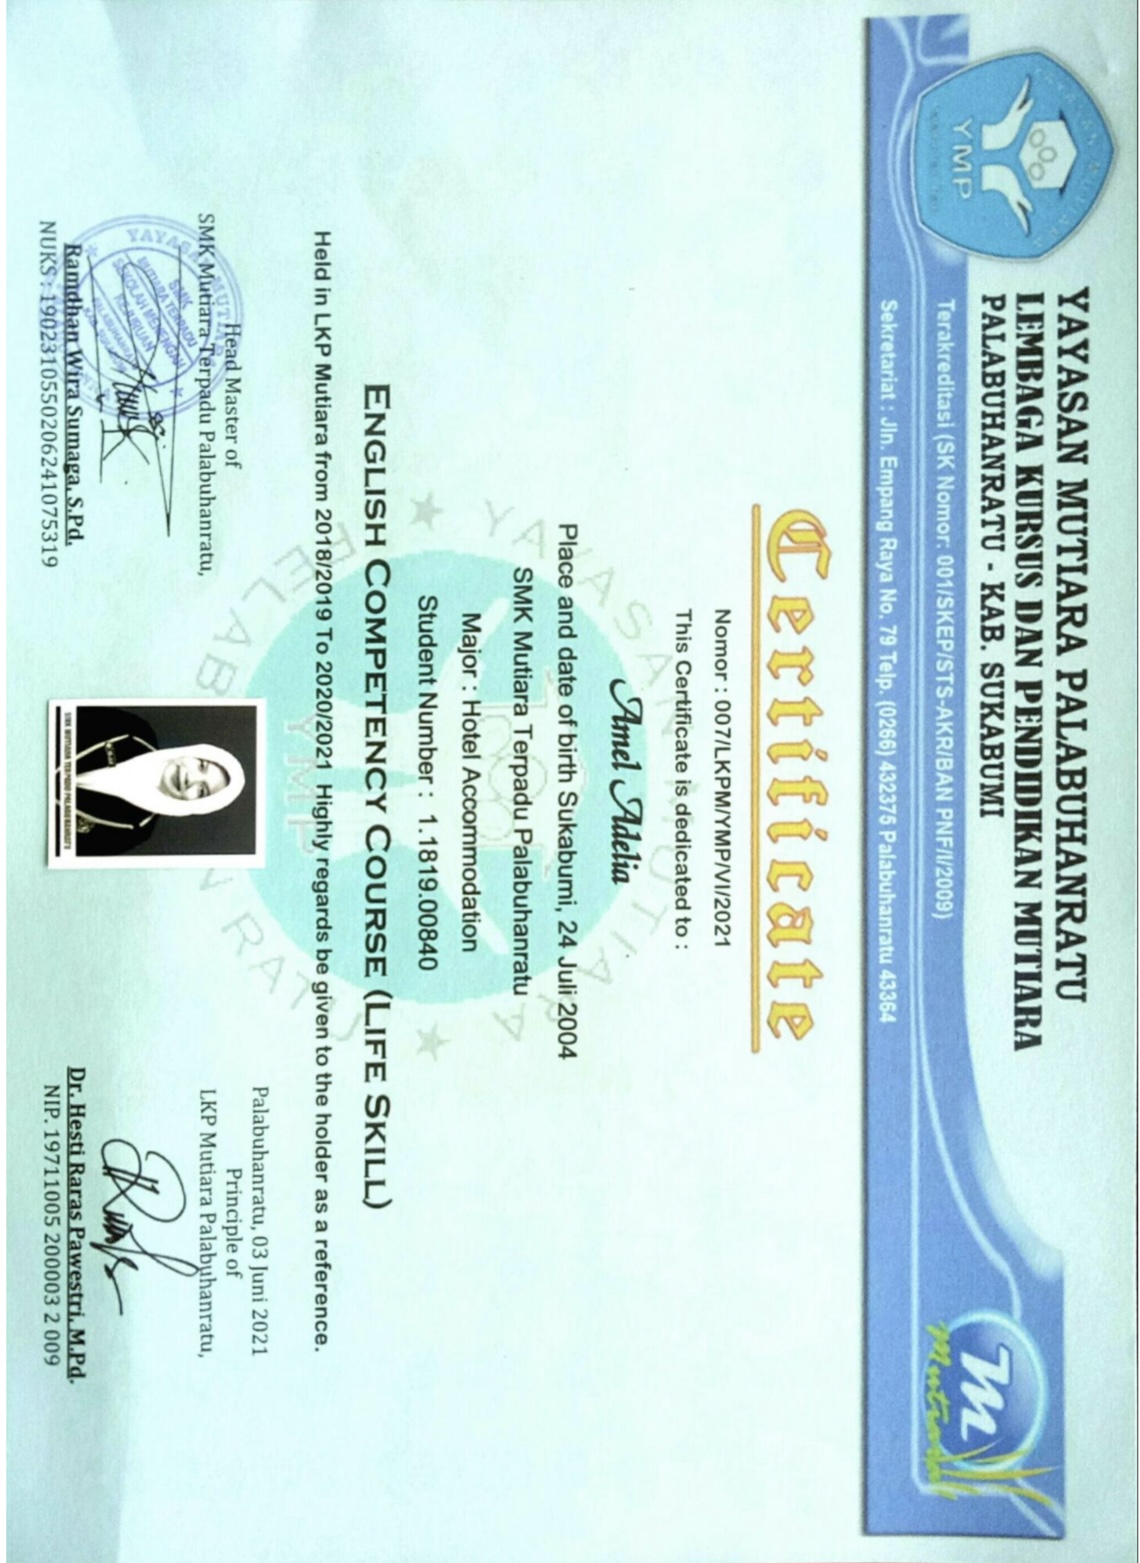 YAYASAN MUTIARA PALABUHANRATU
LEMBAGA KURSUS DAN PENDIDIKAN MUTIARA
PALABUHANRATU - KAB. SUKABUMI
Terakreditasi (SK Nomor: 001/SKEP/STS-AKR/BAN PNF/I/2009)
Sekretariat : Jln. Empang Raya No. 79 Telp. (0266) 432375 Palabuhanratu 43364
YMP
m
Mutiara
Certificate
Nomor : 007/LKPM/YMP/VI/2021
This Certificate is dedicated to :
Amel Adelia
Place and date of birth Sukabumi, 24 Juli 2004
SMK Mutiara Terpadu Palabuhanratu
Major : Hotel Accommodation
Student Number : 1.1819.00840
ENGLISH COMPETENCY COURSE (LIFE SKILL)
Held in LKP Mutiara from 2018/2019 To 2020/2021 Highly regards be given to the holder as a reference.
Head Master of
SMK Mutiara Terpadu Palabuhanratu,
Ramdhan Wira Sumaga, S.Pd.
NUKS : 19023105502062410753​19
Palabuhanratu, 03 Juni 2021
Principle of
LKP Mutiara Palabuhanratu,
Dr. Hesti Raras Pawestri, M.Pd.
NIP. 19711005 200003 2 009